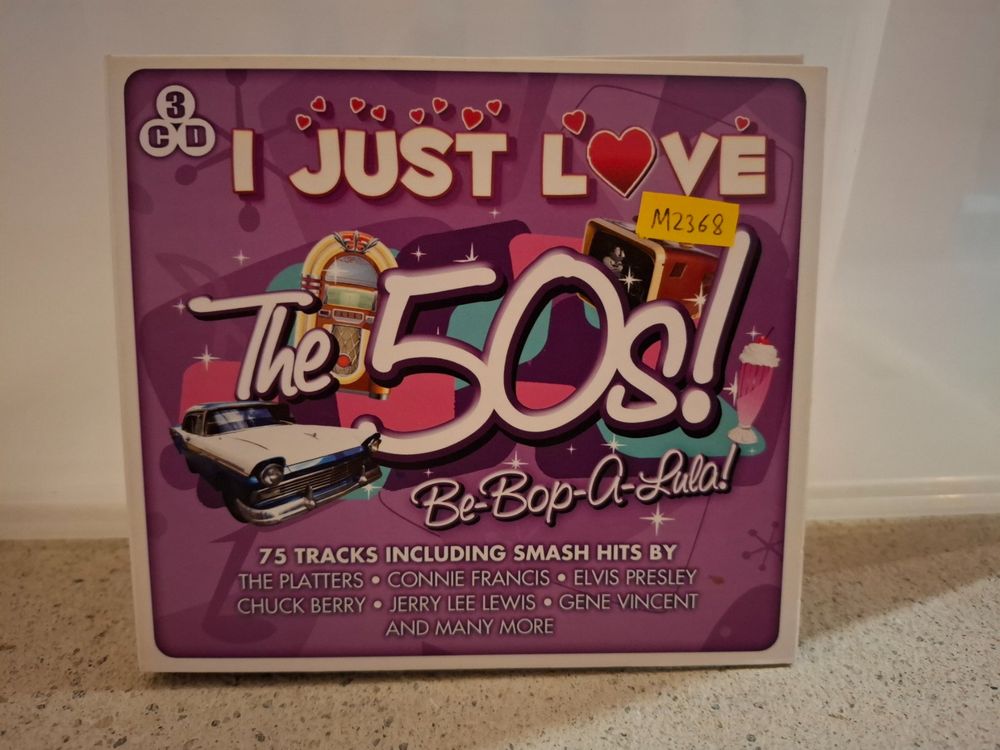 3
CD
I JUST LOVE
M2368
The 50s!
Be-Bop-A-Lula!
75 TRACKS INCLUDING SMASH HITS BY
THE PLATTERS • CONNIE FRANCIS • ELVIS PRESLEY
CHUCK BERRY • JERRY LEE LEWIS • GENE VINCENT
AND MANY MORE